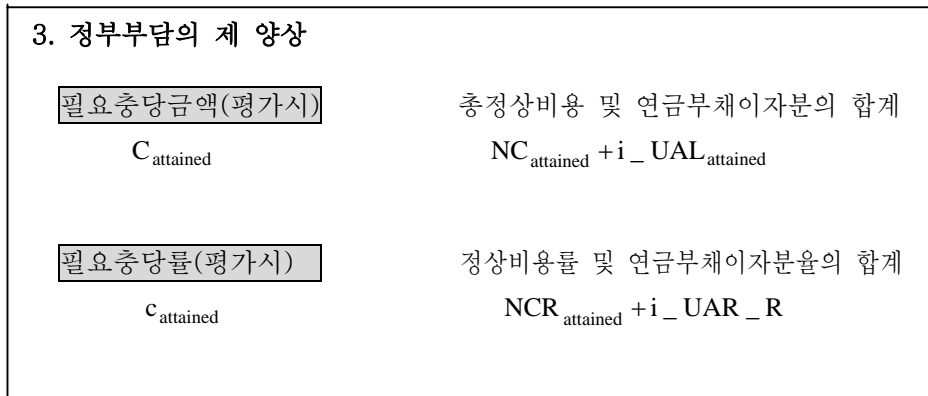 3. 정부부담의 제 양상
필요충당금액(평가시) 총정상비용 및 연금부채이자분의 합계
C attained NC attained + i _ UAL attained
필요충당률(평가시) 정상비용률 및 연금부채이자분율의 합계
c attained NCR attained + i _ UAR _ R